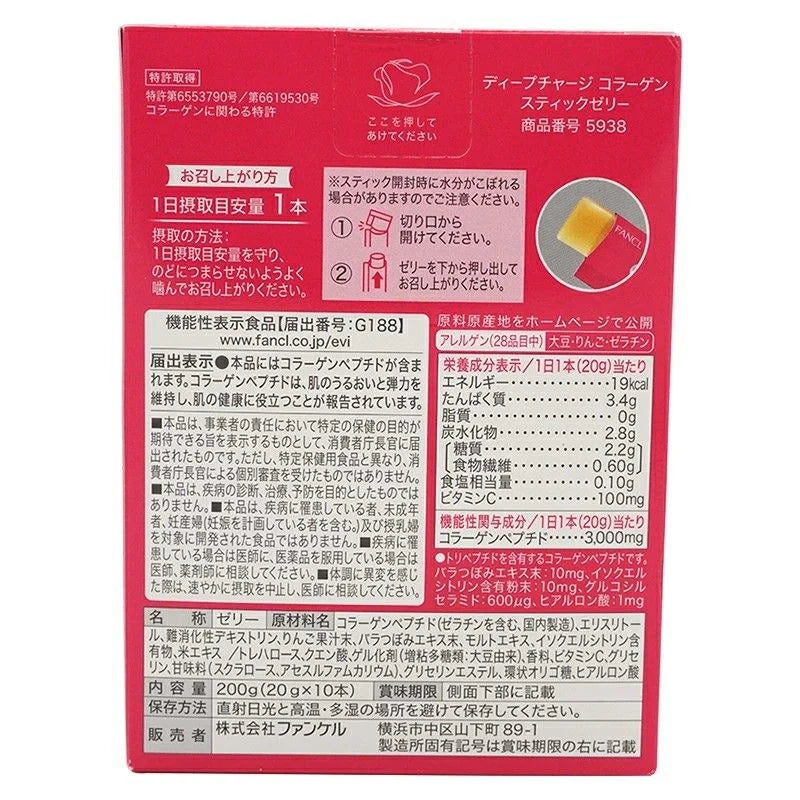 特許取得
特許第6553790号／第6619530号
コラーゲンに関わる特許
ここを押して
あけてください
ディープチャージ コラーゲン
スティックゼリー
商品番号 5938
お召し上がり方
1日摂取目安量 1本
摂取の方法：
1日摂取目安量を守り、
のどにつまらせないようよく
噛んでお召し上がりください。
※スティック開封時に水分がこぼれる
場合がありますのでご注意ください。
① 切り口から
開けてください。
② ゼリーを下から押し出して
お召し上がりください。
FANCL
機能性表示食品【届出番号：G188】
www.fancl.co.jp/evi
届出表示●本品にはコラーゲンペプチドが含ま
れます。コラーゲンペプチドは、肌のうるおいと弾力を
維持し、肌の健康に役立つことが報告されています。
■本品は、事業者の責任において特定の保健の目的が
期待できる旨を表示するものとして、消費者庁長官に届
出されたものです。ただし、特定保健用食品と異なり、消
費者庁長官による個別審査を受けたものではありません。
■本品は、疾病の診断、治療、予防を目的としたものでは
ありません。■本品は、疾病に罹患している者、未成年
者、妊産婦（妊娠を計画している者を含む。）及び授乳婦
を対象に開発された食品ではありません。■疾病に罹
患している場合は医師に、医薬品を服用している場合は
医師、薬剤師に相談してください。■体調に異変を感じ
た際は、速やかに摂取を中止し、医師に相談してください。
原料原産地をホームページで公開
アレルゲン（28品目中） 大豆・りんご・ゼラチン
栄養成分表示／1日1本（20g）当たり
エネルギー・・・・・・・・・・・・19kcal
たんぱく質・・・・・・・・・・・・3.4g
脂質・・・・・・・・・・・・・・・・0g
炭水化物・・・・・・・・・・・・・2.8g
糖質・・・・・・・・・・・・・・・2.2g
食物繊維・・・・・・・・・・・・0.60g
食塩相当量・・・・・・・・・・・0.10g
ビタミンC・・・・・・・・・・・・100mg
機能性関与成分／1日1本（20g）当たり
コラーゲンペプチド・・・・・・3,000mg
●トリペプチドを含有するコラーゲンペプチドです。
バラつぼみエキス末：10mg、イソクエル
シトリン含有粉末：10mg、グルコシル
セラミド：600μg、ヒアルロン酸：1mg
名 称 ゼリー 原材料名 コラーゲンペプチド（ゼラチンを含む、国内製造）、エリスリトー
ル、難消化性デキストリン、りんご果汁末、バラつぼみエキス末、モルトエキス、イソクエルシトリン含
有物、米エキス ／トレハロース、クエン酸、ゲル化剤（増粘多糖類：大豆由来）、香料、ビタミンC、グリセ
リン、甘味料（スクラロース、アセスルファムカリウム）、グリセリンエステル、環状オリゴ糖、ヒアルロン酸
内 容 量 200g（20g×10本） 賞味期限 側面下部に記載
保存方法 直射日光と高温・多湿の場所を避けて保存してください。
販 売 者 株式会社 ファンケル 横浜市中区山下町89-1
製造所固有記号は賞味期限の右に記載